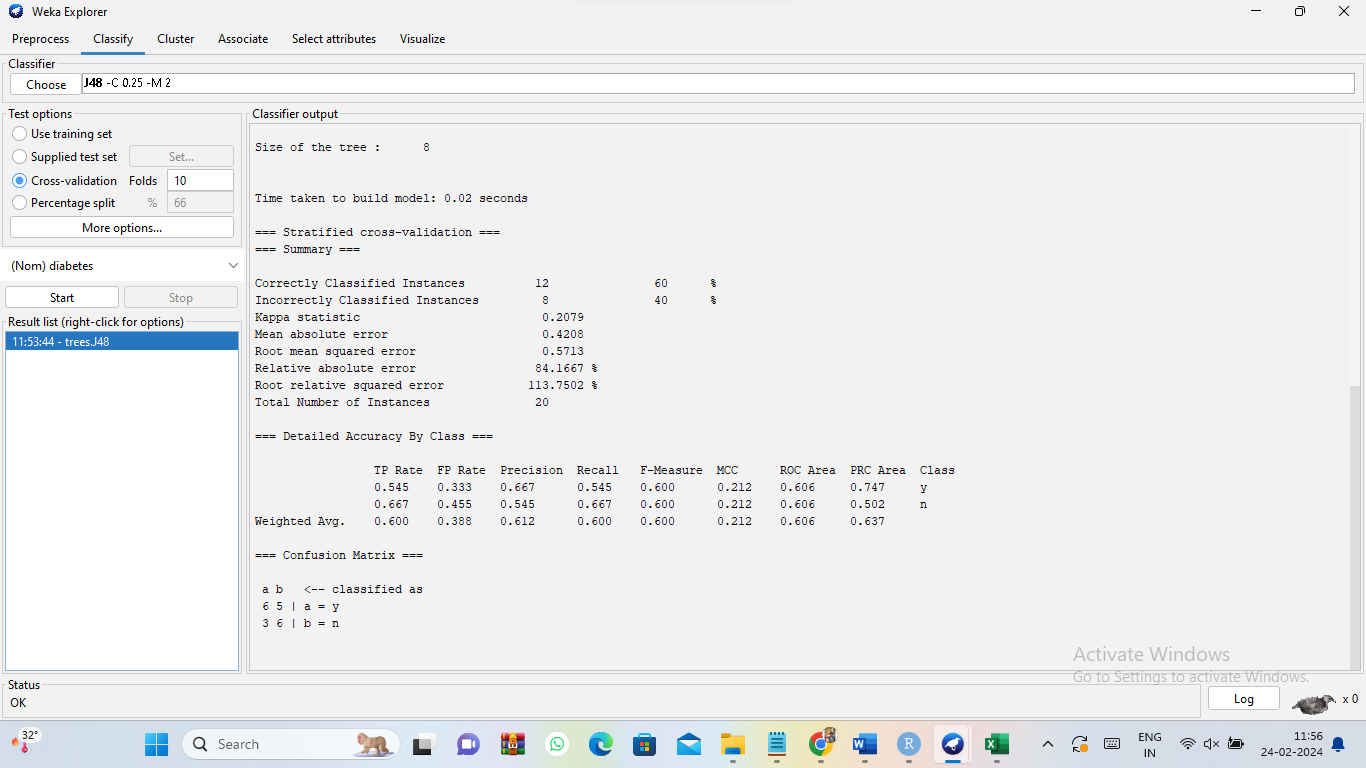 Weka Explorer
Preprocess Classify Cluster Associate Select attributes Visualize
Classifier
Choose J48 -C 0.25 -M 2
Test options
Use training set
Supplied test set Set...
Cross-validation Folds 10
Percentage split % 66
More options...
(Nom) diabetes
Start Stop
Result list (right-click for options)
11:53:44 - trees.J48
Classifier output
Size of the tree : 8
Time taken to build model: 0.02 seconds
=== Stratified cross-validation ===
=== Summary ===
Correctly Classified Instances 12 60 %
Incorrectly Classified Instances 8 40 %
Kappa statistic 0.2079
Mean absolute error 0.4208
Root mean squared error 0.5713
Relative absolute error 84.1667 %
Root relative squared error 113.7502 %
Total Number of Instances 20
=== Detailed Accuracy By Class ===
TP Rate FP Rate Precision Recall F-Measure MCC ROC Area PRC Area Class
0.545 0.333 0.667 0.545 0.600 0.212 0.606 0.747 y
0.667 0.455 0.545 0.667 0.600 0.212 0.606 0.502 n
Weighted Avg. 0.600 0.388 0.612 0.600 0.600 0.212 0.606 0.637
=== Confusion Matrix ===
a b <-- classified as
6 5 | a = y
3 6 | b = n
Activate Windows
Go to Settings to activate Windows.
Status
OK
Log x 0
32°
Search
R
ENG
IN
11:56
24-02-2024